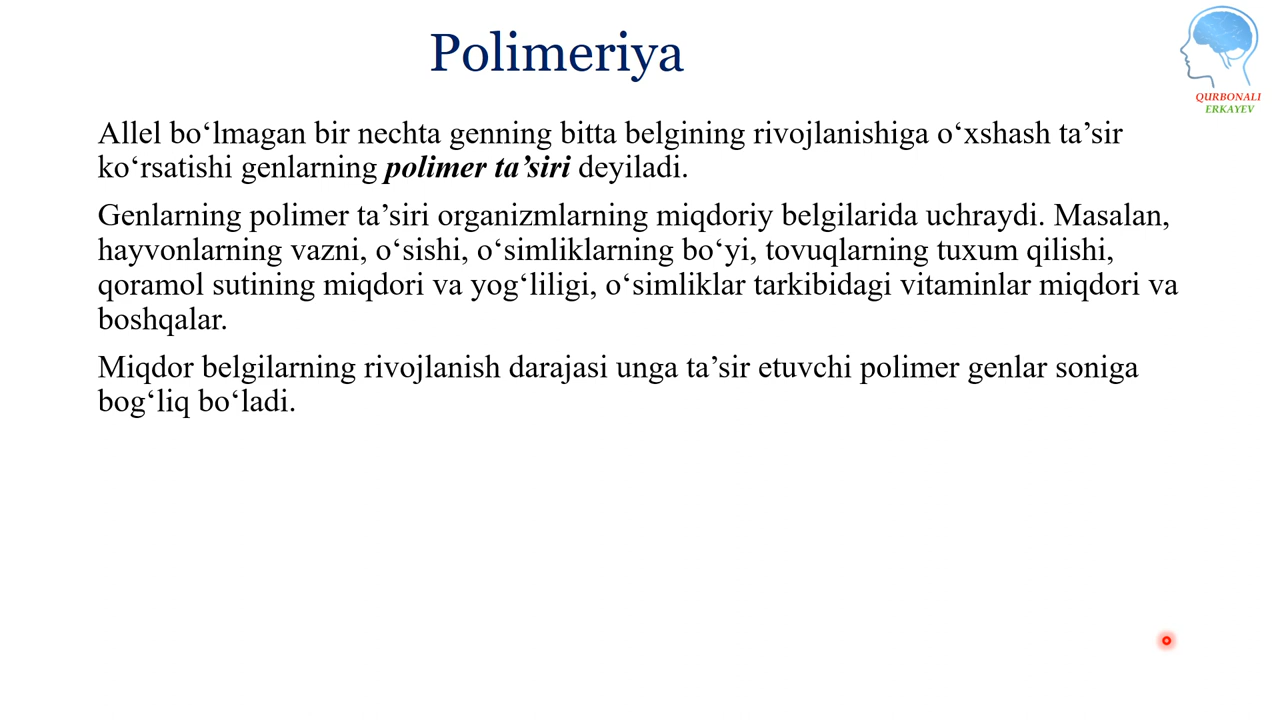 Polimeriya
QURBONALI
ERKAYEV
Allel bo‘lmagan bir nechta genning bitta belgining rivojlanishiga o‘xshash ta’sir
ko‘rsatishi genlarning polimer ta’siri deyiladi.
Genlarning polimer ta’siri organizmlarning miqdoriy belgilarida uchraydi. Masalan,
hayvonlarning vazni, o‘sishi, o‘simliklarning bo‘yi, tovuqlarning tuxum qilishi,
qoramol sutining miqdori va yog‘liligi, o‘simliklar tarkibidagi vitaminlar miqdori va
boshqalar.
Miqdor belgilarning rivojlanish darajasi unga ta’sir etuvchi polimer genlar soniga
bog‘liq bo‘ladi.